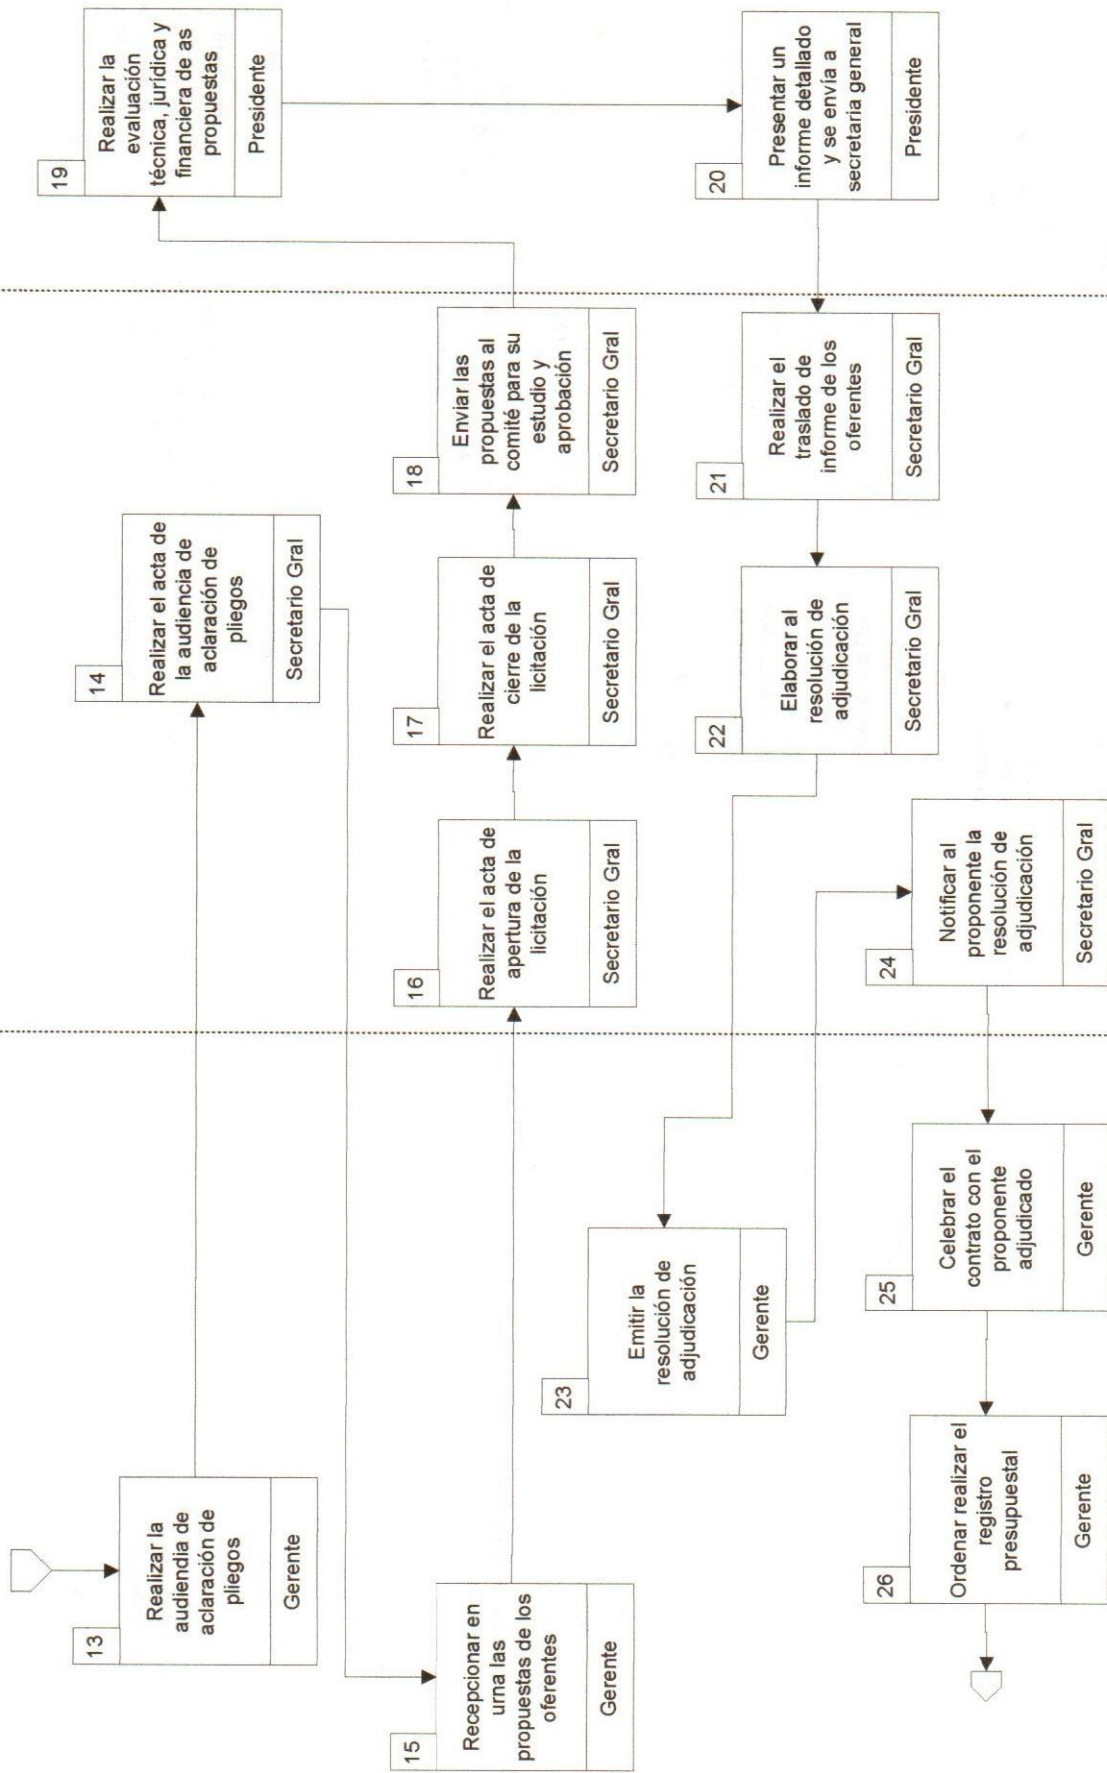 13
Realizar la
audiendia de
aclaración de
pliegos
Gerente
14
Realizar el acta de
la audiencia de
aclaración de
pliegos
Secretario Gral
15
Recepcionar en
urna las
propuestas de los
oferentes
Gerente
16
Realizar el acta de
apertura de la
licitación
Secretario Gral
17
Realizar el acta de
cierre de la
licitación
Secretario Gral
18
Enviar las
propuestas al
comité para su
estudio y
aprobación
Secretario Gral
19
Realizar la
evaluación
técnica, jurídica y
financiera de as
propuestas
Presidente
20
Presentar un
informe detallado
y se envía a
secretaria general
Presidente
21
Realizar el
traslado de
informe de los
oferentes
Secretario Gral
22
Elaborar al
resolución de
adjudicación
Secretario Gral
23
Emitir la
resolución de
adjudicación
Gerente
24
Notificar al
proponente la
resolución de
adjudicación
Secretario Gral
25
Celebrar el
contrato con el
proponente
adjudicado
Gerente
26
Ordenar realizar el
registro
presupuestal
Gerente